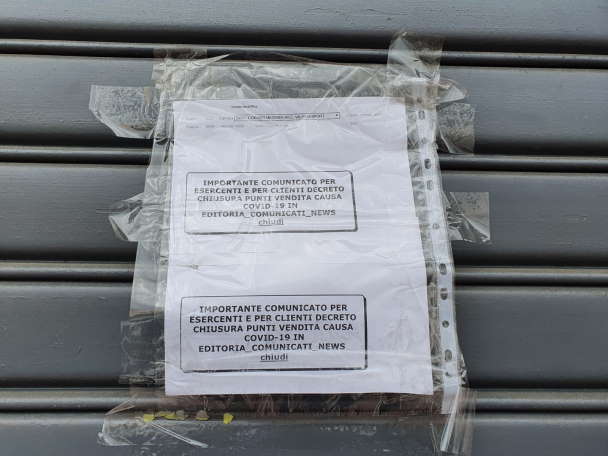 IMPORTANTE COMUNICATO PER
ESERCENTI E PER CLIENTI DECRETO
CHIUSURA PUNTI VENDITA CAUSA
COVID-19 IN
EDITORIA_COMUNICATI_NEWS
chiudi
IMPORTANTE COMUNICATO PER
ESERCENTI E PER CLIENTI DECRETO
CHIUSURA PUNTI VENDITA CAUSA
COVID-19 IN
EDITORIA_COMUNICATI_NEWS
chiudi